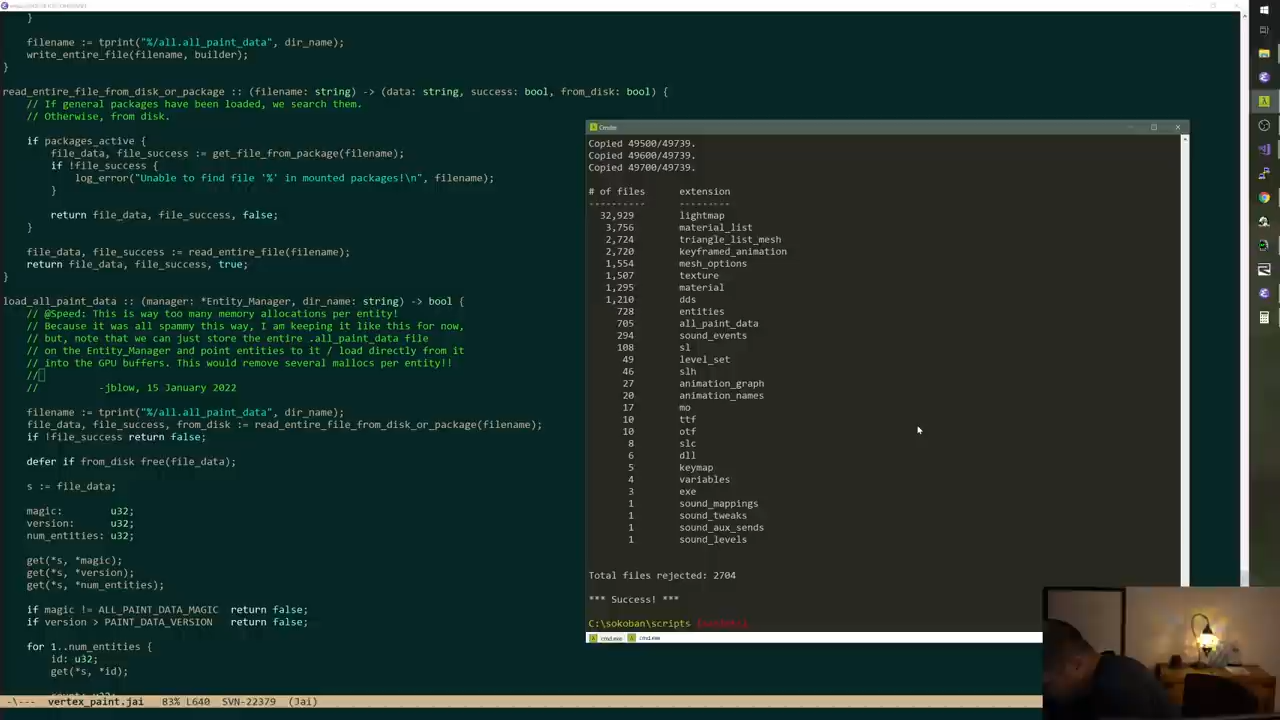 }
filename := tprint("%/all.all_paint_data", dir_name);
write_entire_file(filename, builder);
}
read_entire_file_from_disk_or_package :: (filename: string) -> (data: string, success: bool, from_disk: bool) {
// If general packages have been loaded, we search them.
// Otherwise, from disk.
if packages_active {
file_data, file_success := get_file_from_package(filename);
if !file_success {
log_error("Unable to find file '%' in mounted packages!\n", filename);
}
return file_data, file_success, false;
}
file_data, file_success := read_entire_file(filename);
return file_data, file_success, true;
}
load_all_paint_data :: (manager: *Entity_Manager, dir_name: string) -> bool {
// @Speed: This is way too many memory allocations per entity!
// Because it was all spammy this way, I am keeping it like this for now,
// but, note that we can just store the entire .all_paint_data file
// on the Entity_Manager and point entities to it / load directly from it
// into the GPU buffers. This would remove several mallocs per entity!!
//
// -jblow, 15 January 2022
filename := tprint("%/all.all_paint_data", dir_name);
file_data, file_success, from_disk := read_entire_file_from_disk_or_package(filename);
if !file_success return false;
defer if from_disk free(file_data);
s := file_data;
magic: u32;
version: u32;
num_entities: u32;
get(*s, *magic);
get(*s, *version);
get(*s, *num_entities);
if magic != ALL_PAINT_DATA_MAGIC return false;
if version > PAINT_DATA_VERSION return false;
for 1..num_entities {
id: u32;
get(*s, *id);
-\--- vertex_paint.jai 83% L640 SVN-22379 (Jai)
Cmder
Copied 49500/49739.
Copied 49600/49739.
Copied 49700/49739.
# of files extension
---------- ---------
32,929 lightmap
3,756 material_list
2,724 triangle_list_mesh
2,720 keyframed_animation
1,554 mesh_options
1,507 texture
1,295 material
1,210 dds
728 entities
705 all_paint_data
294 sound_events
108 sl
49 level_set
46 slh
27 animation_graph
20 animation_names
17 mo
10 ttf
10 otf
8 slc
6 dll
5 keymap
4 variables
3 exe
1 sound_mappings
1 sound_tweaks
1 sound_aux_sends
1 sound_levels
Total files rejected: 2704
*** Success! ***
C:\sokoban\scripts
cmd.exe cmd.exe